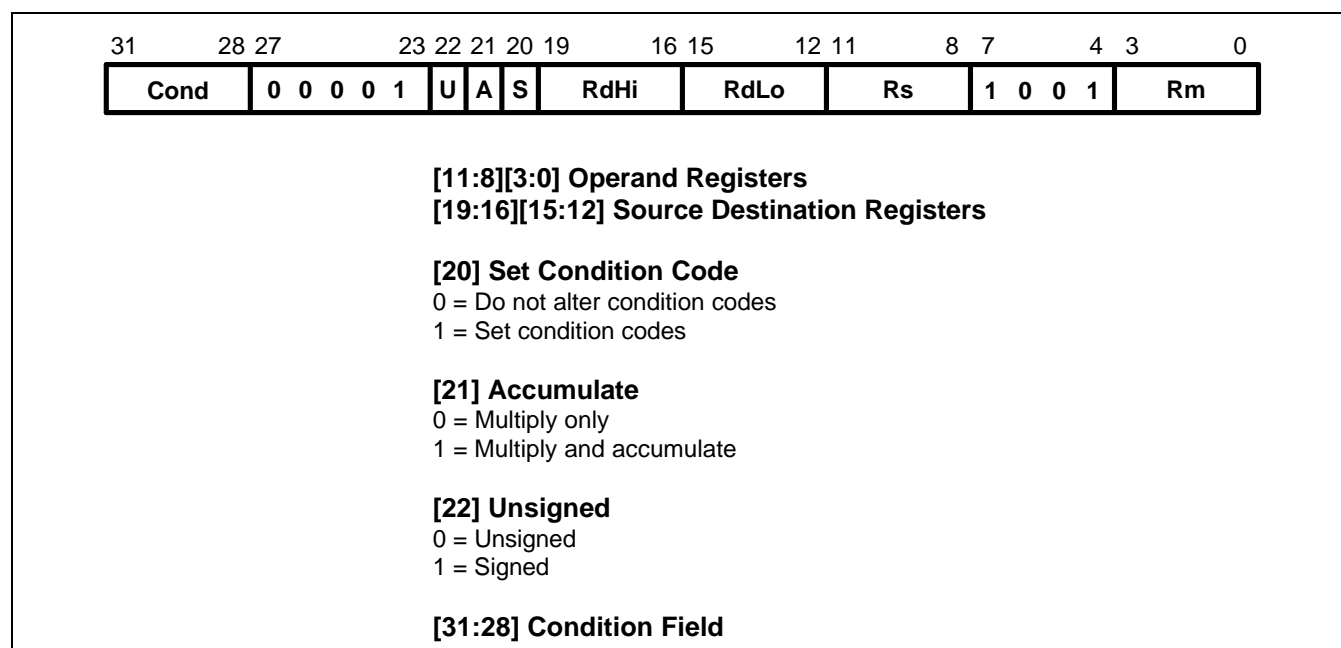 31 28 27 23 22 21 20 19 16 15 12 11 8 7 4 3 0
Cond 0 0 0 0 1 U A S RdHi RdLo Rs 1 0 0 1 Rm
[11:8][3:0] Operand Registers
[19:16][15:12] Source Destination Registers
[20] Set Condition Code
0 = Do not alter condition codes
1 = Set condition codes
[21] Accumulate
0 = Multiply only
1 = Multiply and accumulate
[22] Unsigned
0 = Unsigned
1 = Signed
[31:28] Condition Field